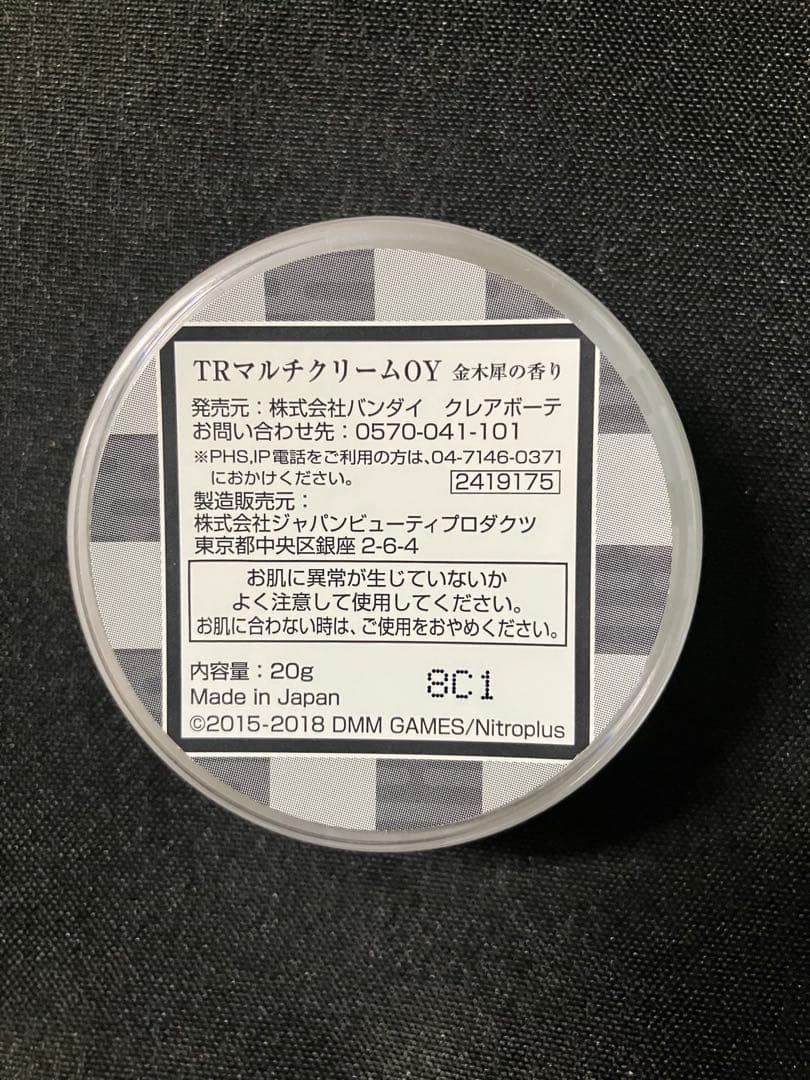 TRマルチクリームOY 金木犀の香り
発売元：株式会社バンダイ　クレアボーテ
お問い合わせ先：0570-041-101
※PHS,IP電話をご利用の方は、04-7146-0371
におかけください。
2419175
製造販売元：
株式会社ジャパンビューティプロダクツ
東京都中央区銀座 2-6-4
お肌に異常が生じていないか
よく注意して使用してください。
お肌に合わない時は、ご使用をおやめください。
内容量：20g
8C1
Made in Japan
©2015-2018 DMM GAMES/Nitroplus